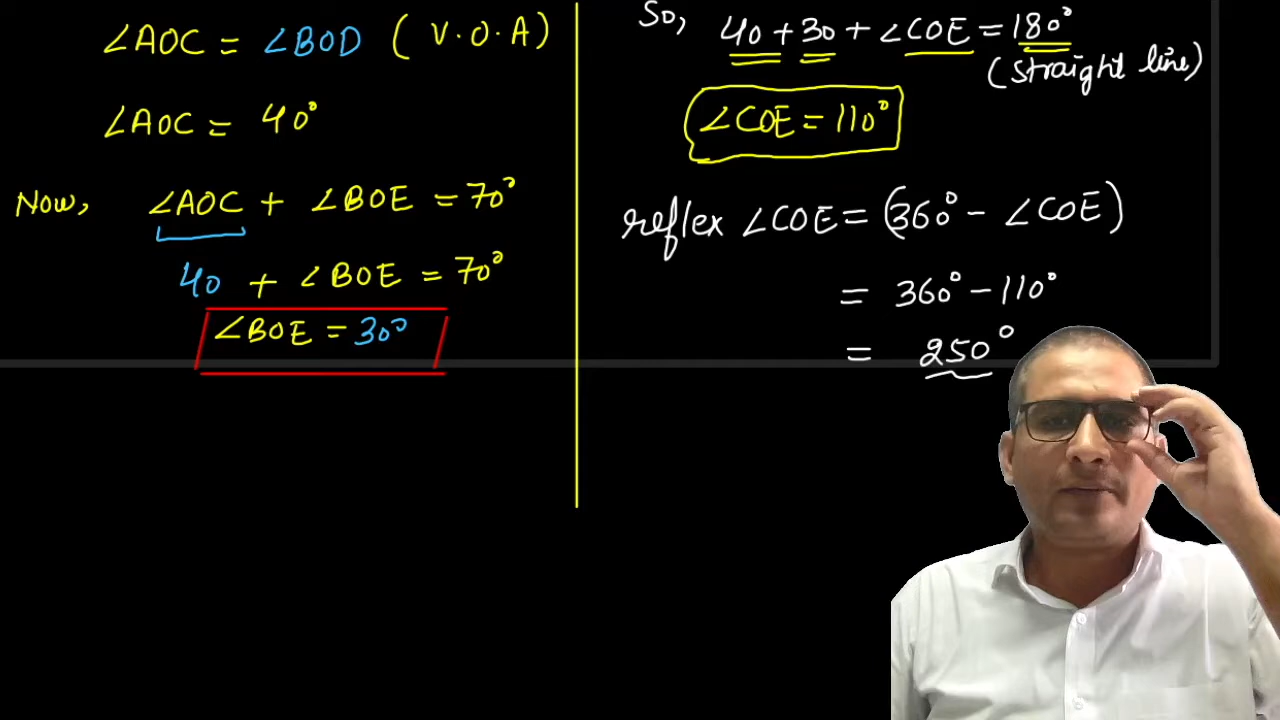 ∠AOC = ∠BOD ( V.O.A )
∠AOC = 40°
Now, ∠AOC + ∠BOE = 70°
40 + ∠BOE = 70°
∠BOE = 30°
So, 40 + 30 + ∠COE = 180°
(straight line)
∠COE = 110°
reflex ∠COE = (360° - ∠COE)
= 360° - 110°
= 250°